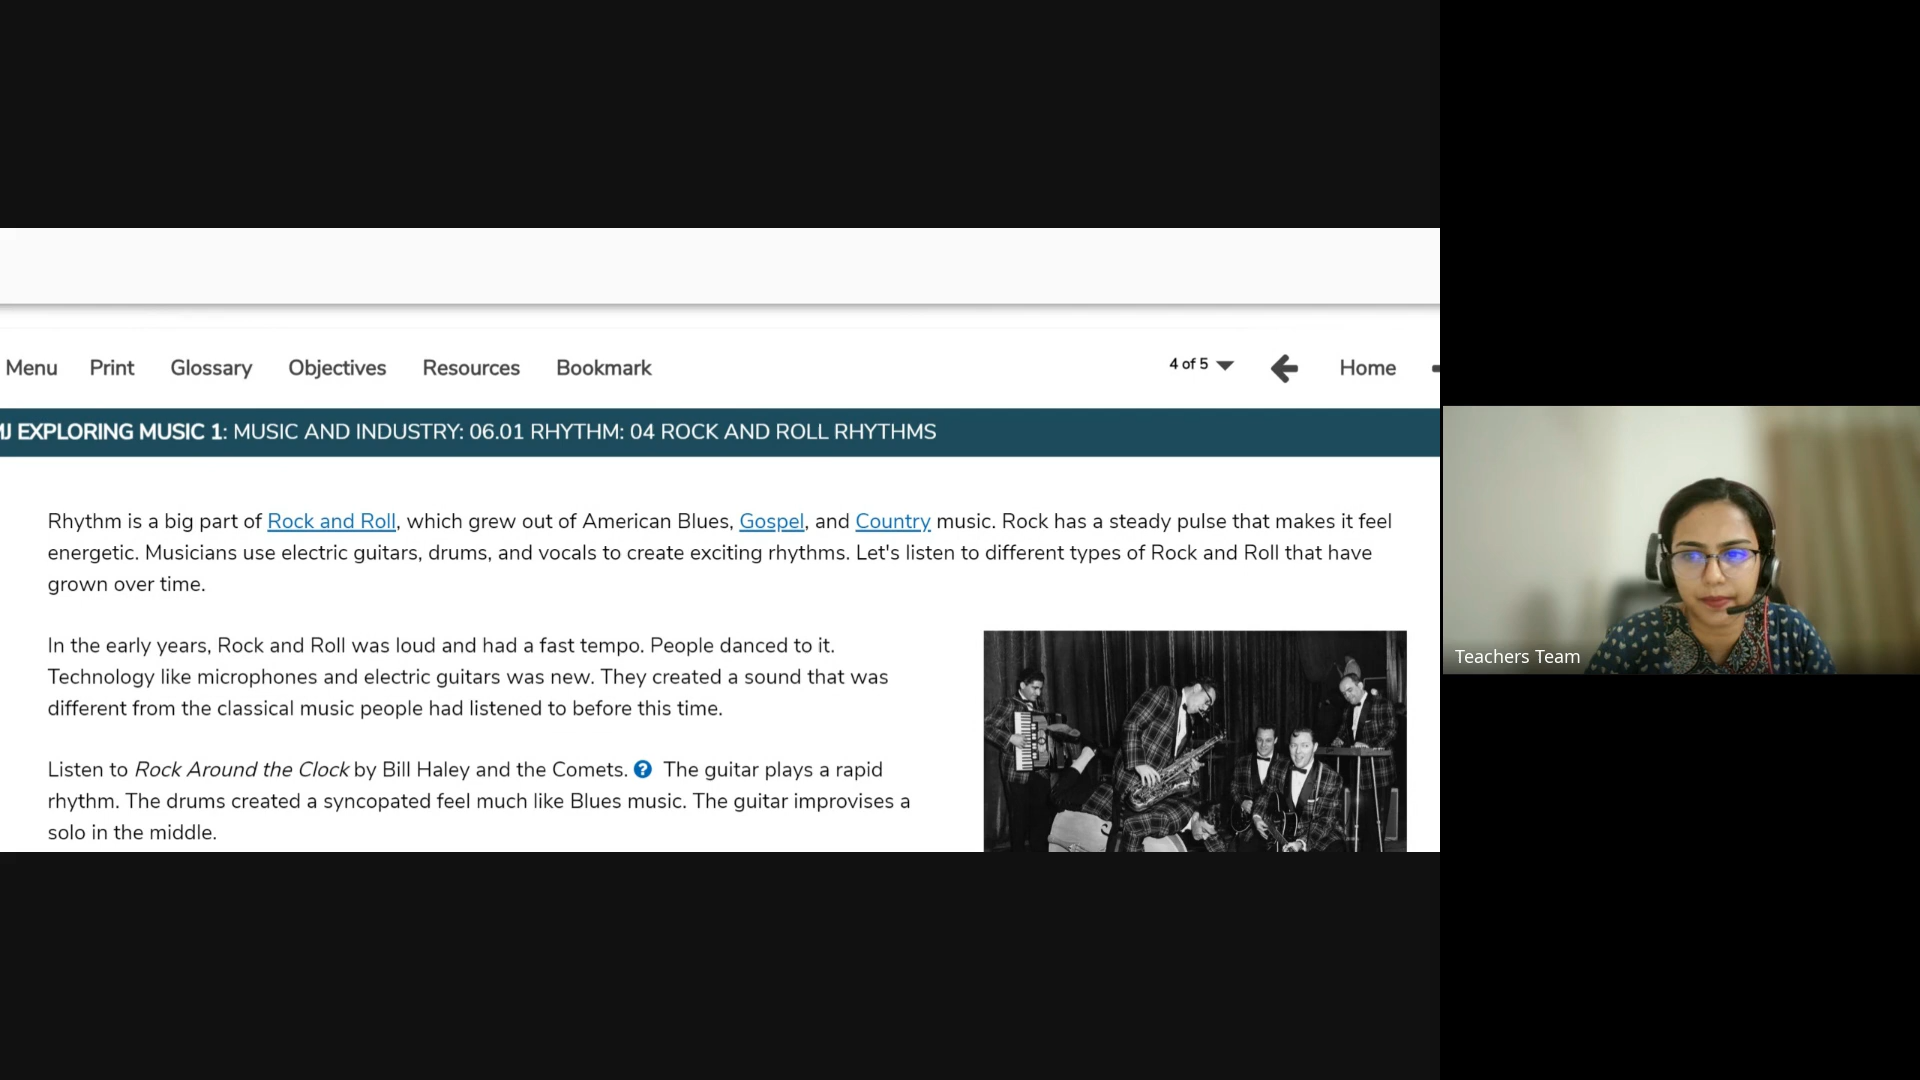 Menu Print Glossary Objectives Resources Bookmark 4 of 5 Home
MJ EXPLORING MUSIC 1: MUSIC AND INDUSTRY: 06.01 RHYTHM: 04 ROCK AND ROLL RHYTHMS
Rhythm is a big part of Rock and Roll, which grew out of American Blues, Gospel, and Country music. Rock has a steady pulse that makes it feel
energetic. Musicians use electric guitars, drums, and vocals to create exciting rhythms. Let's listen to different types of Rock and Roll that have
grown over time.
In the early years, Rock and Roll was loud and had a fast tempo. People danced to it.
Technology like microphones and electric guitars was new. They created a sound that was
different from the classical music people had listened to before this time.
Listen to Rock Around the Clock by Bill Haley and the Comets. ? The guitar plays a rapid
rhythm. The drums created a syncopated feel much like Blues music. The guitar improvises a
solo in the middle.
Teachers Team